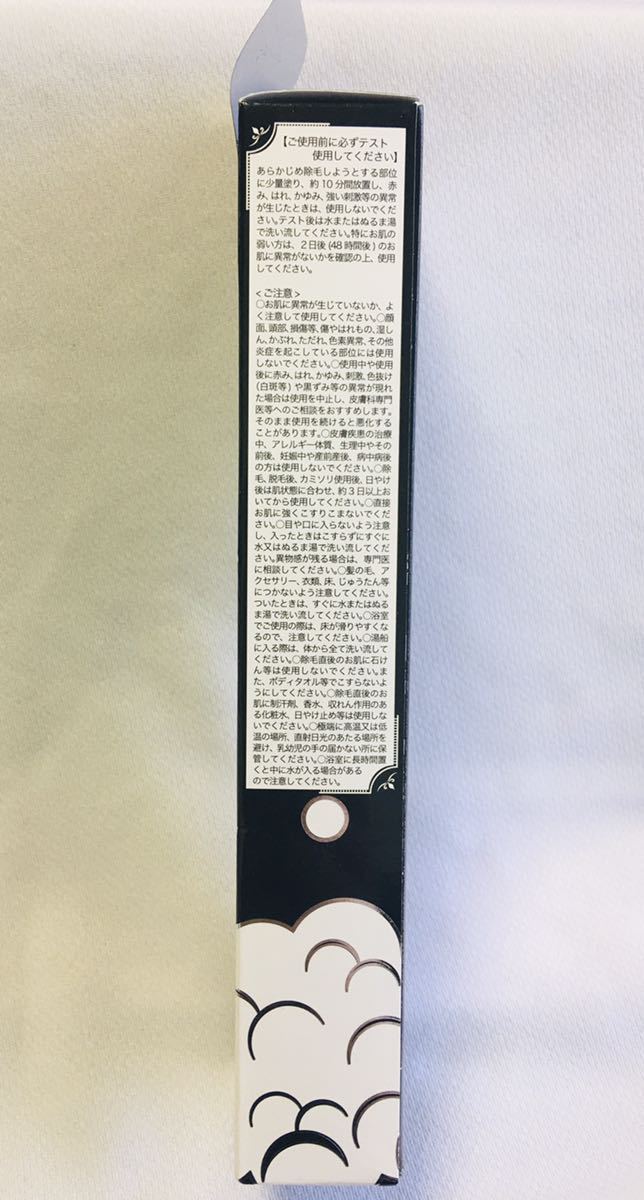 【ご使用前に必ずテスト
使用してください】
あらかじめ除毛しようとする部位
に少量塗り、約10分間放置し、赤
み、はれ、かゆみ、強い刺激等の異常
が生じたときは、使用しないでくだ
さい。テスト後は水またはぬるま湯
で洗い流してください。特にお肌の
弱い方は、2日後(48時間後)のお
肌に異常がないかを確認の上、使用
してください。
<ご注意>
○お肌に異常が生じていないか、よ
く注意して使用してください。○顔
面、頭部、損傷等、傷やはれもの、湿し
ん、かぶれ、ただれ、色素異常、その他
炎症を起こしている部位には使用
しないでください。○使用中や使用
後に赤み、はれ、かゆみ、刺激、色抜け
(白斑等)や黒ずみ等の異常が現れ
た場合は使用を中止し、皮膚科専門
医等へのご相談をおすすめします。
そのまま使用を続けると悪化する
ことがあります。○皮膚疾患の治療
中、アレルギー体質、生理中やその
前後、妊娠中や産前産後、病中病後
の方は使用しないでください。○除
毛、脱毛後、カミソリ使用後、日やけ
後は肌状態に合わせ、約3日以上お
いてから使用してください。○直接
お肌に強くこすりこまないでくだ
さい。○目や口に入らないよう注意
し、入ったときはこすらずにすぐに
水又はぬるま湯で洗い流してくだ
さい。異物感が残る場合は、専門医
に相談してください。○髪の毛、ア
クセサリー、衣類、床、じゅうたん等
につかないよう注意してください。
ついたときは、すぐに水またはぬる
ま湯で洗い流してください。○浴室
でご使用の際は、床が滑りやすくな
るので、注意してください。○湯船
に入る際は、体から全て洗い流して
ください。○除毛直後のお肌に石け
ん等は使用しないでください。ま
た、ボディタオル等でこすらないよ
うにしてください。○除毛直後のお
肌に制汗剤、香水、収れん作用のあ
る化粧水、日やけ止め等は使用しな
いでください。○極端に高温又は低
温の場所、直射日光のあたる場所を
避け、乳幼児の手の届かない所に保
管してください。○浴室に長時間置
くと中に水が入る場合がある
ので注意してください。